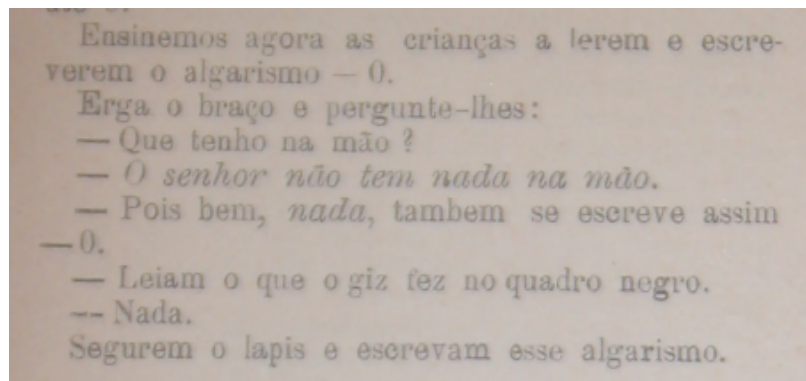 Ensinemos agora as crianças a lerem e escre-
verem o algarismo — 0.
Erga o braço e pergunte-lhes:
— Que tenho na mão ?
— O senhor não tem nada na mão.
— Pois bem, nada, tambem se escreve assim
— 0.
— Leiam o que o giz fez no quadro negro.
-- Nada.
Segurem o lapis e escrevam esse algarismo.